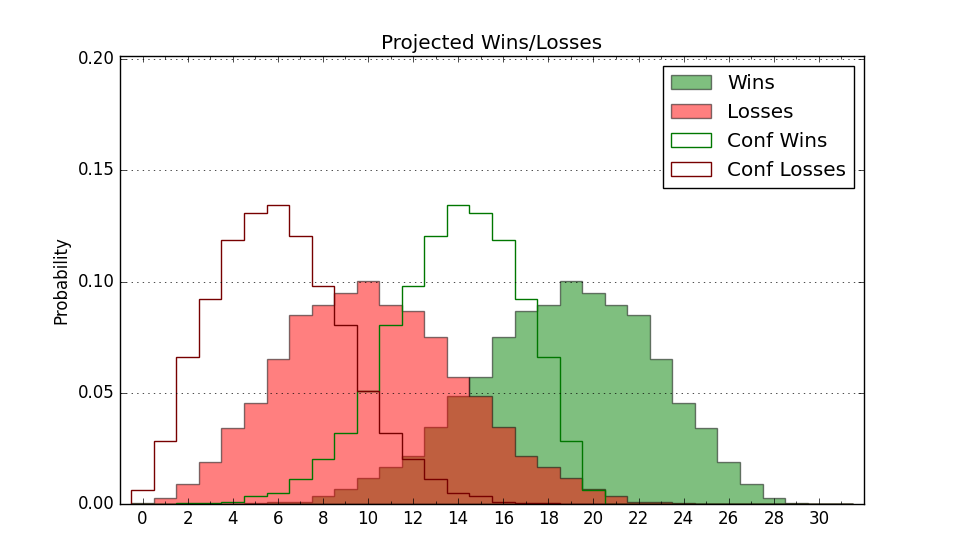 Projected Wins/Losses
0.20
0.15
0.10
0.05
0.00
Probability
Wins
Losses
Conf Wins
Conf Losses
0 2 4 6 8 10 12 14 16 18 20 22 24 26 28 30